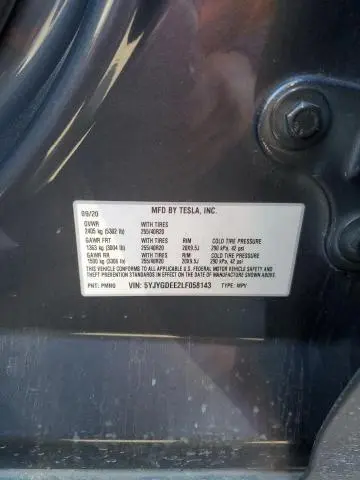 09/20 MFD BY TESLA, INC.
GVWR WITH TIRES
2405 kg (5302 lb) 255/40R20
GAWR FRT WITH TIRES RIM COLD TIRE PRESSURE
1363 kg (3004 lb) 255/40R20 20X9.5J 290 kPa, 42 psi
GAWR RR WITH TIRES RIM COLD TIRE PRESSURE
1500 kg (3306 lb) 255/40R20 20X9.5J 290 kPa, 42 psi
THIS VEHICLE CONFORMS TO ALL APPLICABLE U.S. FEDERAL MOTOR VEHICLE SAFETY AND
THEFT PREVENTION STANDARDS IN EFFECT ON THE DATE OF MANUFACTURE SHOWN ABOVE.
PNT: PMNG VIN: 5YJYGDEE2LF058143 TYPE: MPV